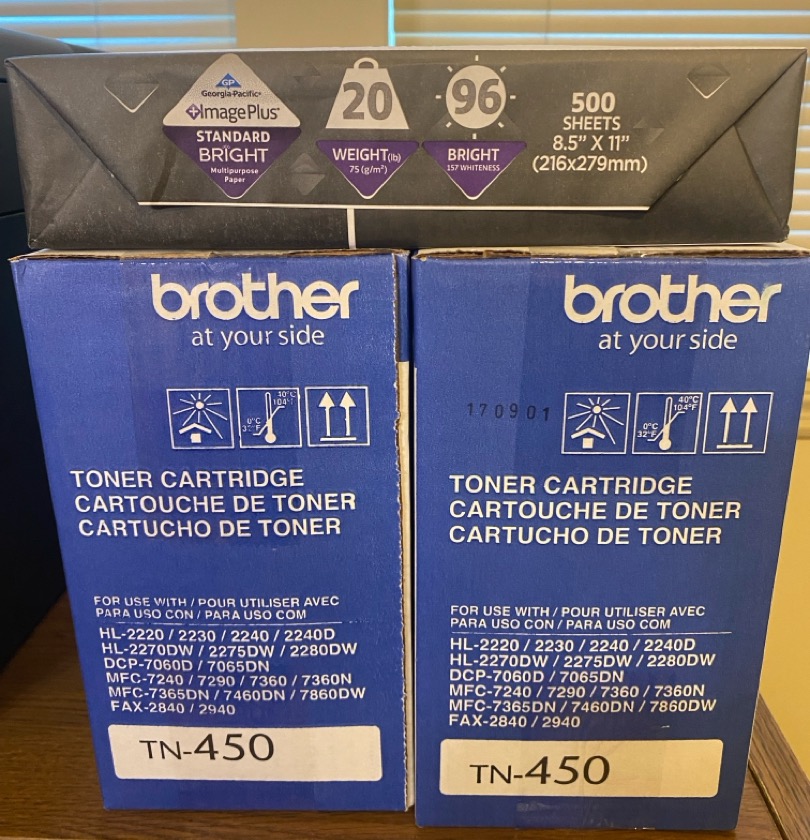 GP
Georgia-Pacific®
+ImagePlus®
STANDARD
BRIGHT
Multipurpose
Paper
20
WEIGHT(lb)
75 (g/m²)
96
BRIGHT
157 WHITENESS
500
SHEETS
8.5” X 11”
(216x279mm)
brother
at your side
0°C
TONER CARTRIDGE
CARTOUCHE DE TONER
CARTUCHO DE TONER
FOR USE WITH / POUR UTILISER AVEC
PARA USO CON / PARA USO COM
HL-2220 / 2230 / 2240 / 2240D
HL-2270DW / 2275DW / 2280DW
DCP-7060D / 7065DN
MFC-7240 / 7290 / 7360 / 7360N
MFC-7365DN / 7460DN / 7860DW
FAX-2840 / 2940
TN-450
brother
at your side
170901
40°C
104°F
0°C
32°F
TONER CARTRIDGE
CARTOUCHE DE TONER
CARTUCHO DE TONER
FOR USE WITH / POUR UTILISER AVEC
PARA USO CON / PARA USO COM
HL-2220 / 2230 / 2240 / 2240D
HL-2270DW / 2275DW / 2280DW
DCP-7060D / 7065DN
MFC-7240 / 7290 / 7360 / 7360N
MFC-7365DN / 7460DN / 7860DW
FAX-2840 / 2940
TN-450